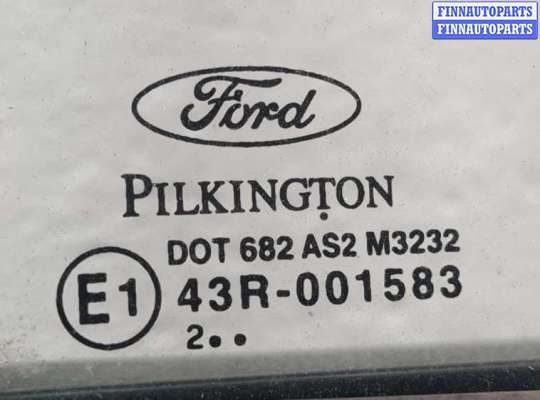 FINNAUTOPARTS
FINNAUTOPARTS
Ford
PILKINGTON
DOT 682 AS2 M3232
E1 43R-001583
2••